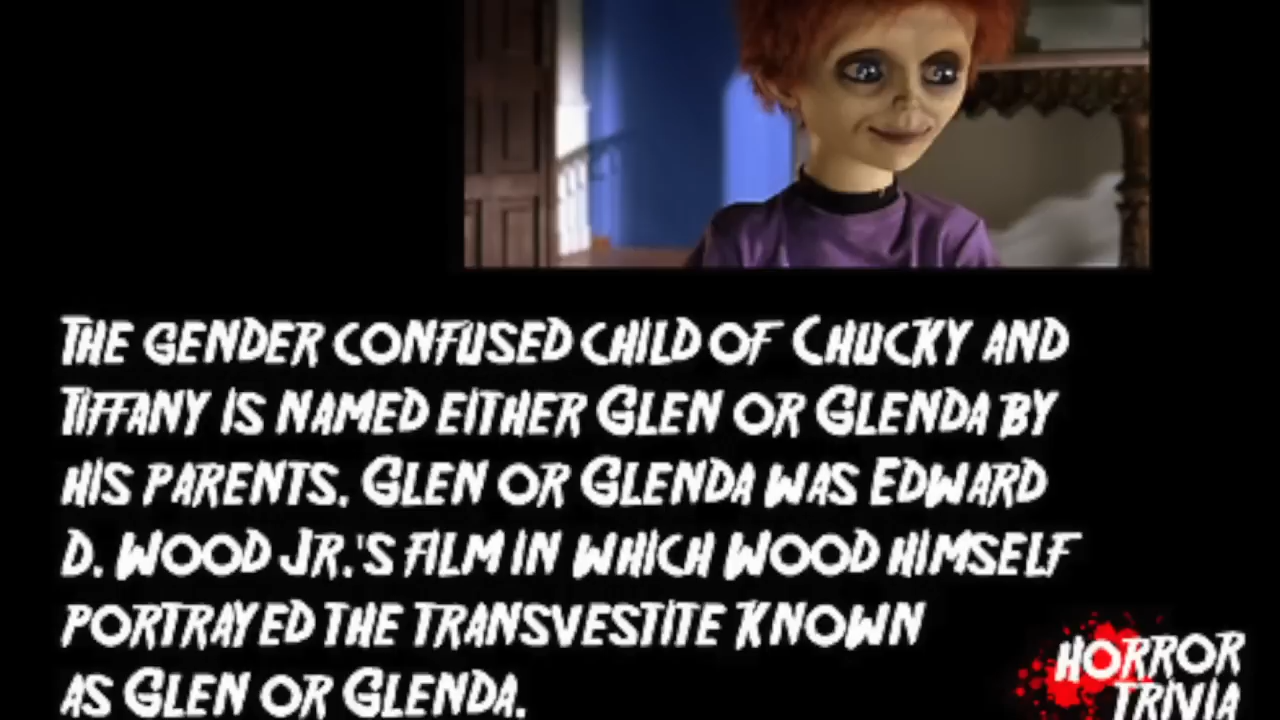 THE GENDER CONFUSED CHILD OF CHUCKY AND
TIFFANY IS NAMED EITHER GLEN OR GLENDA BY
HIS PARENTS. GLEN OR GLENDA WAS EDWARD
D. WOOD JR.'S FILM IN WHICH WOOD HIMSELF
PORTRAYED THE TRANSVESTITE KNOWN
AS GLEN OR GLENDA.
HORROR
TRIVIA